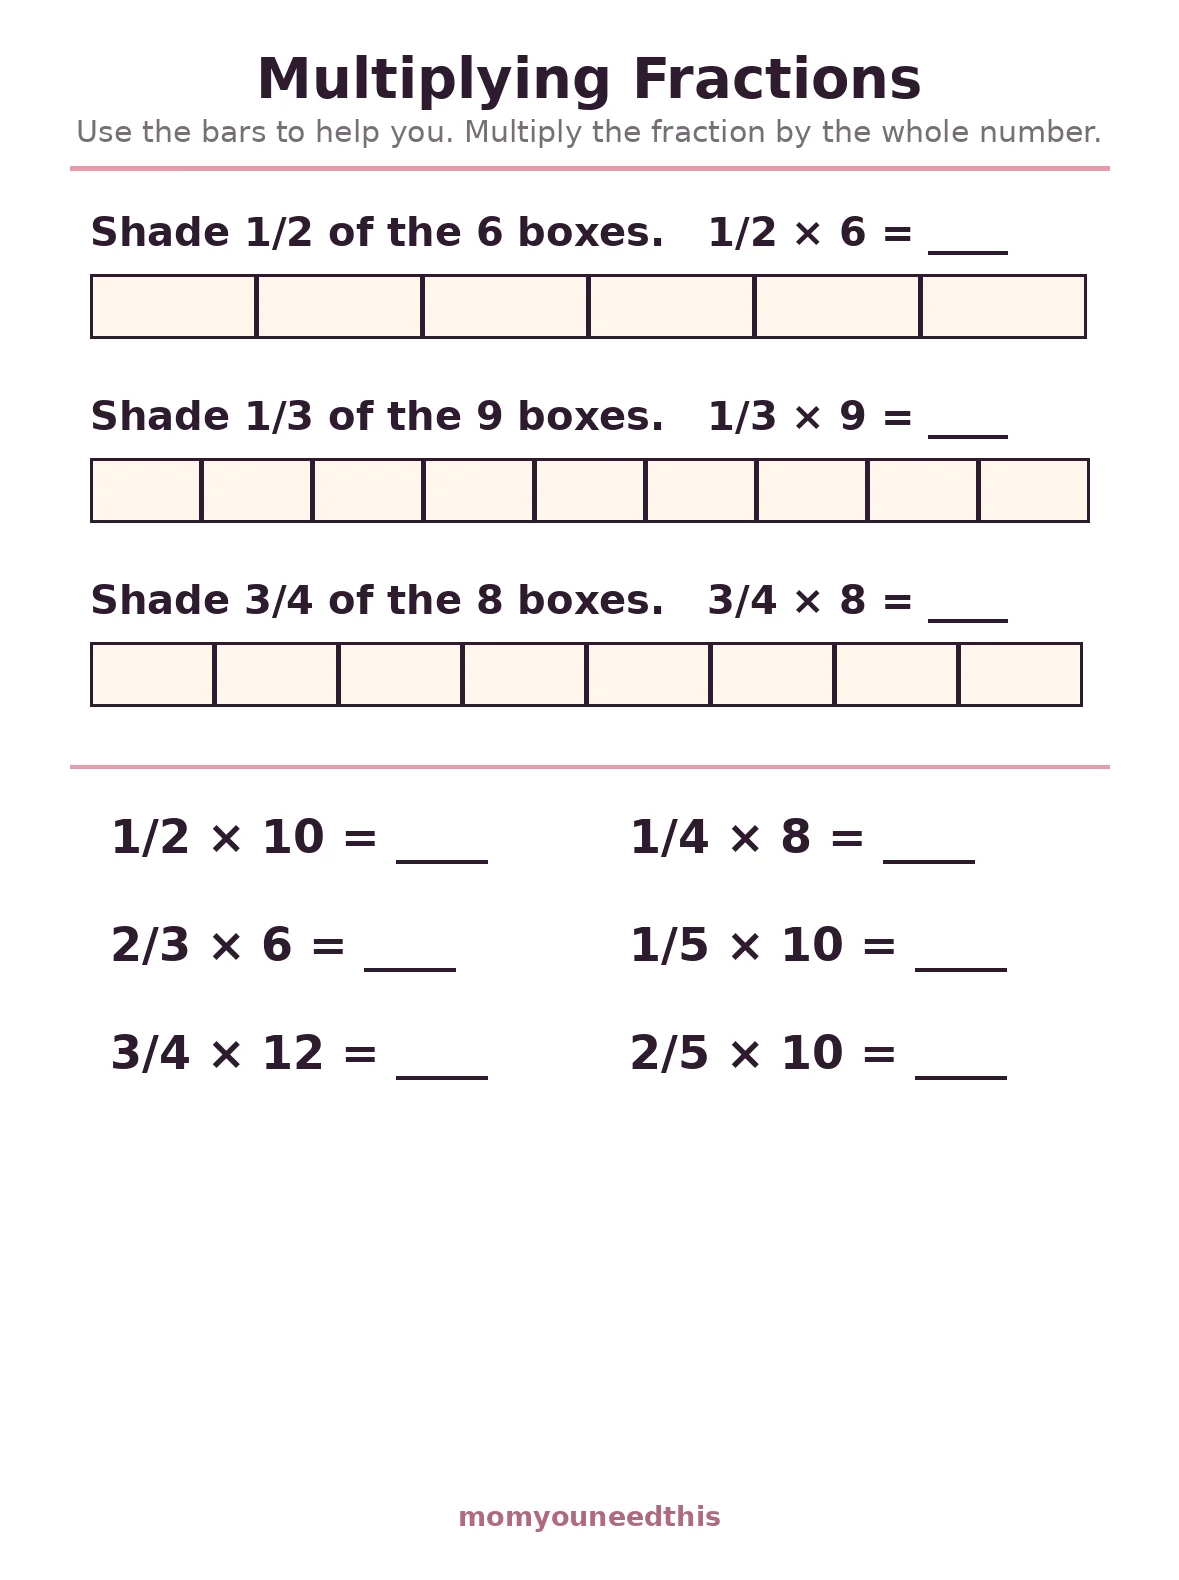 Multiplying Fractions
Use the bars to help you. Multiply the fraction by the whole number.
Shade 1/2 of the 6 boxes. 1/2 × 6 = ____
Shade 1/3 of the 9 boxes. 1/3 × 9 = ____
Shade 3/4 of the 8 boxes. 3/4 × 8 = ____
1/2 × 10 = ____ 1/4 × 8 = ____
2/3 × 6 = ____ 1/5 × 10 = ____
3/4 × 12 = ____ 2/5 × 10 = ____
momyouneedthis